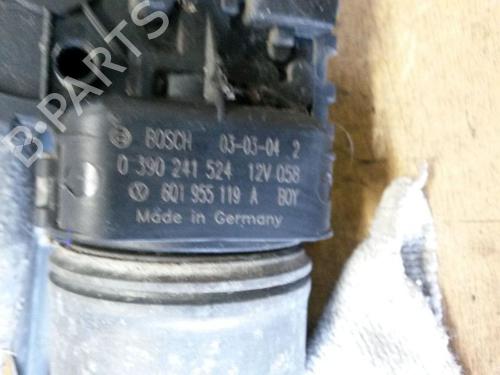 B-PARTS
BOSCH 03-03-04 2
0 390 241 524 12V 058
6Q1 955 119 A BOY
Made in Germany